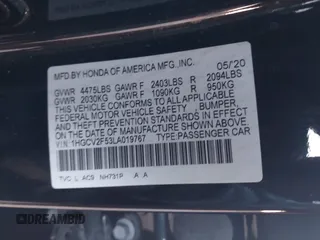 MFD BY HONDA OF AMERICA MFG.,INC. 05/20
GVWR 4475LBS GAWR F 2403LBS R 2094LBS
GVWR 2030KG GAWR F 1090KG R 950KG
THIS VEHICLE CONFORMS TO ALL APPLICABLE
FEDERAL MOTOR VEHICLE SAFETY, BUMPER,
AND THEFT PREVENTION STANDARDS IN EFFECT
ON THE DATE OF MANUFACTURE SHOWN ABOVE.
V.I.N: 1HGCV2F53LA019767 TYPE:PASSENGER CAR
TVC L AC9 NH731P A A
DREAMBID